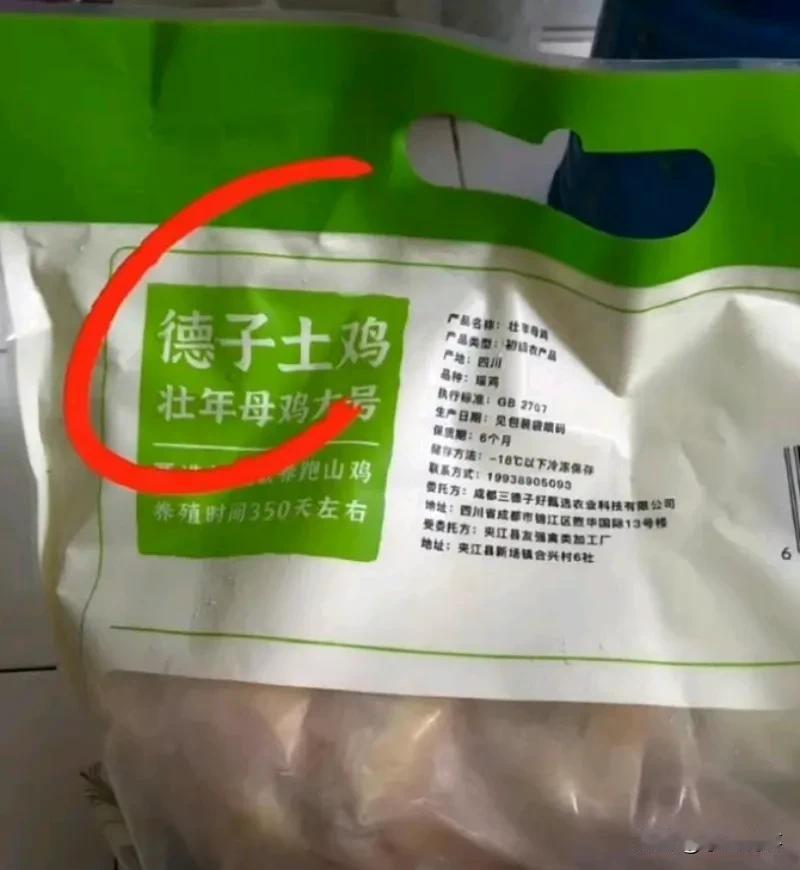 德子土鸡
壮年母鸡大号
养跑山鸡
养殖时间350天左右
产品名称：壮年母鸡
产品类型：初级农产品
产地：四川
品种：瑶鸡
执行标准：GB 2707
生产日期：见包装袋喷码
保质期：6个月
储存方法：-18℃以下冷冻保存
联系方式：19938905093
委托方：成都三德子好甄选农业科技有限公司
地址：四川省成都市锦江区煦华国际13号楼
受委托方：夹江县友强禽类加工厂
地址：夹江县新场镇合兴村6社
6